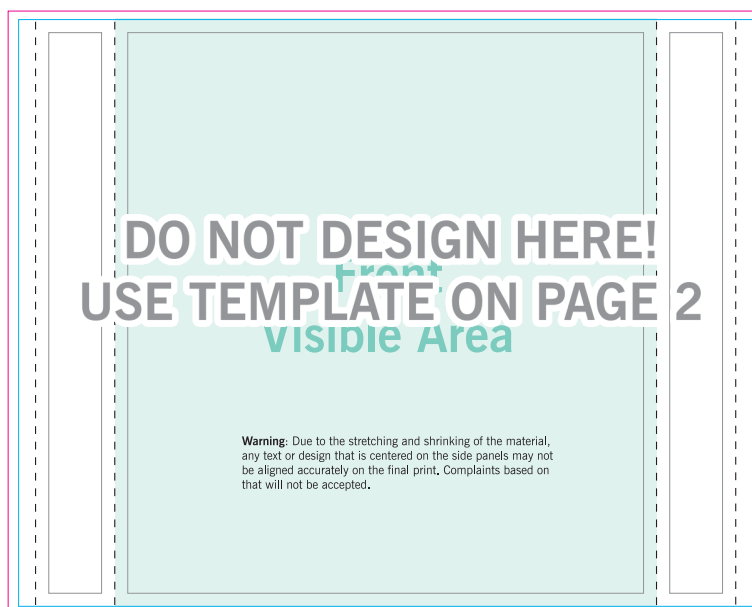 DO NOT DESIGN HERE!
Front
USE TEMPLATE ON PAGE 2
Visible Area
Warning: Due to the stretching and shrinking of the material,
any text or design that is centered on the side panels may not
be aligned accurately on the final print. Complaints based on
that will not be accepted.